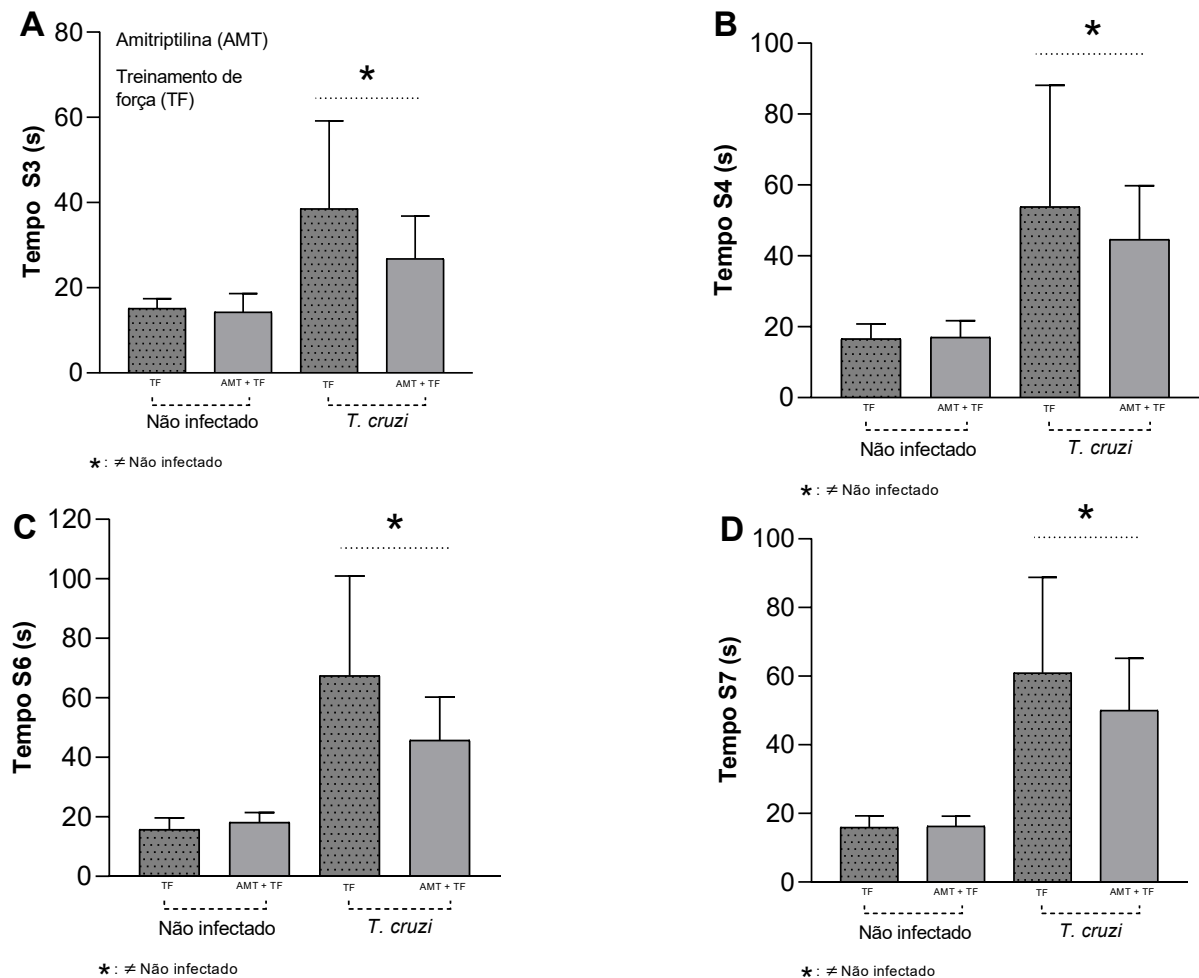 A
Tempo S3 (s)
80
60
40
20
0
Amitriptilina (AMT)
Treinamento de
força (TF)
*
TF AMT + TF TF AMT + TF
Não infectado T. cruzi
*: ≠ Não infectado
B
Tempo S4 (s)
100
80
60
40
20
0
*
TF AMT + TF TF AMT + TF
Não infectado T. cruzi
*: ≠ Não infectado
C
Tempo S6 (s)
120
100
80
60
40
20
0
*
TF AMT + TF TF AMT + TF
Não infectado T. cruzi
*: ≠ Não infectado
D
Tempo S7 (s)
100
80
60
40
20
0
*
TF AMT + TF TF AMT + TF
Não infectado T. cruzi
*: ≠ Não infectado